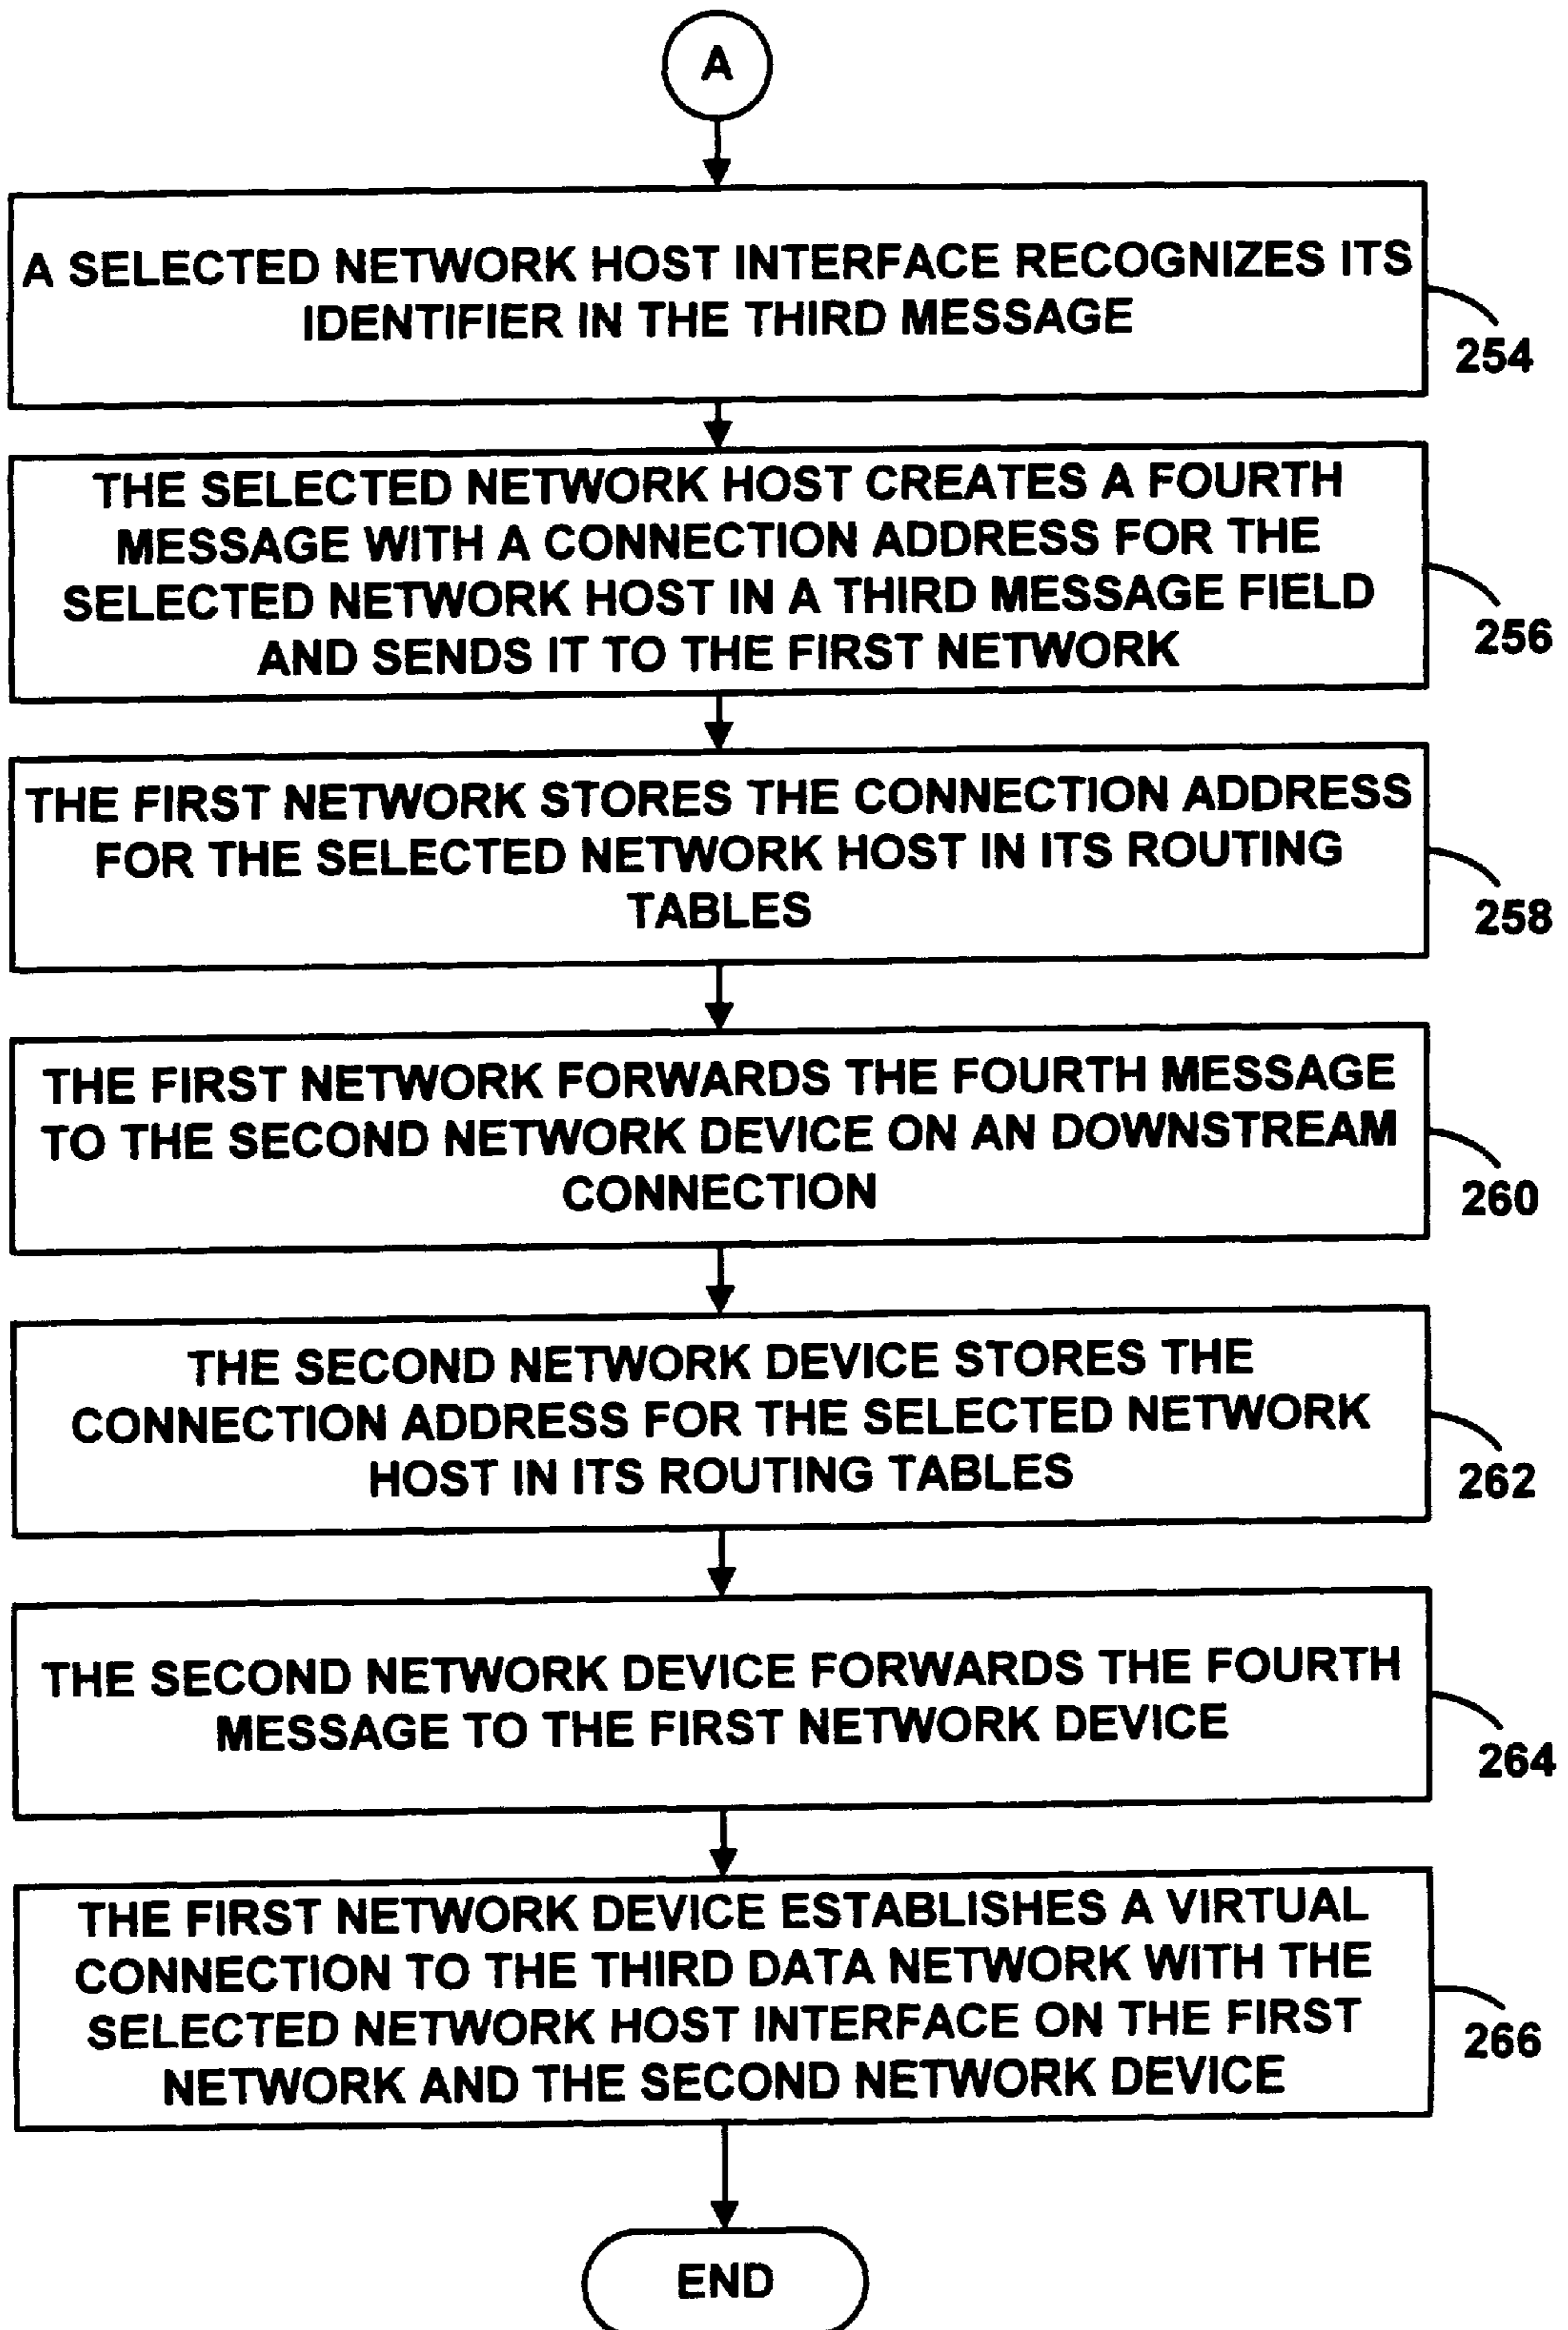 A
A SELECTED NETWORK HOST INTERFACE RECOGNIZES ITS
IDENTIFIER IN THE THIRD MESSAGE
254
THE SELECTED NETWORK HOST CREATES A FOURTH
MESSAGE WITH A CONNECTION ADDRESS FOR THE
SELECTED NETWORK HOST IN A THIRD MESSAGE FIELD
AND SENDS IT TO THE FIRST NETWORK
256
THE FIRST NETWORK STORES THE CONNECTION ADDRESS
FOR THE SELECTED NETWORK HOST IN ITS ROUTING
TABLES
258
THE FIRST NETWORK FORWARDS THE FOURTH MESSAGE
TO THE SECOND NETWORK DEVICE ON AN DOWNSTREAM
CONNECTION
260
THE SECOND NETWORK DEVICE STORES THE
CONNECTION ADDRESS FOR THE SELECTED NETWORK
HOST IN ITS ROUTING TABLES
262
THE SECOND NETWORK DEVICE FORWARDS THE FOURTH
MESSAGE TO THE FIRST NETWORK DEVICE
264
THE FIRST NETWORK DEVICE ESTABLISHES A VIRTUAL
CONNECTION TO THE THIRD DATA NETWORK WITH THE
SELECTED NETWORK HOST INTERFACE ON THE FIRST
NETWORK AND THE SECOND NETWORK DEVICE
266
END